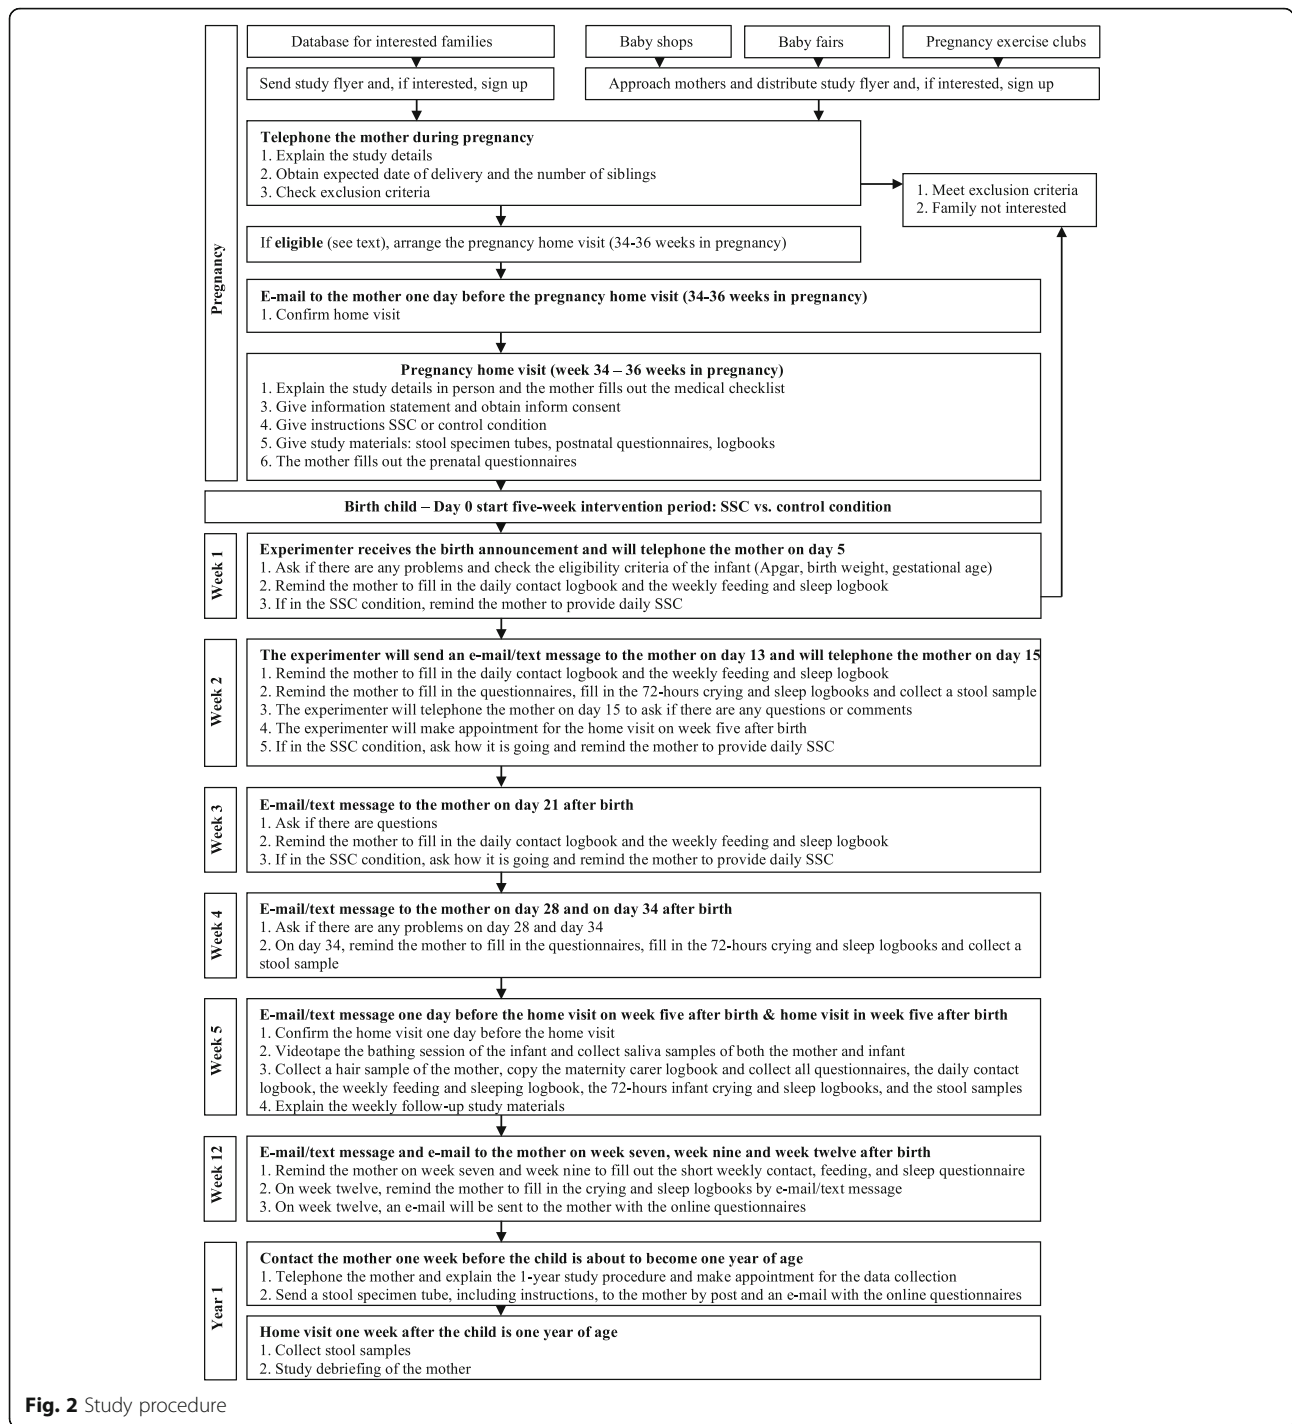 Database for interested families
Baby shops
Baby fairs
Pregnancy exercise clubs
Send study flyer and, if interested, sign up
Approach mothers and distribute study flyer and, if interested, sign up
Pregnancy
Telephone the mother during pregnancy
1. Explain the study details
2. Obtain expected date of delivery and the number of siblings
3. Check exclusion criteria
1. Meet exclusion criteria
2. Family not interested
If eligible (see text), arrange the pregnancy home visit (34-36 weeks in pregnancy)
E-mail to the mother one day before the pregnancy home visit (34-36 weeks in pregnancy)
1. Confirm home visit
Pregnancy home visit (week 34 – 36 weeks in pregnancy)
1. Explain the study details in person and the mother fills out the medical checklist
3. Give information statement and obtain inform consent
4. Give instructions SSC or control condition
5. Give study materials: stool specimen tubes, postnatal questionnaires, logbooks
6. The mother fills out the prenatal questionnaires
Birth child – Day 0 start five-week intervention period: SSC vs. control condition
Week 1
Experimenter receives the birth announcement and will telephone the mother on day 5
1. Ask if there are any problems and check the eligibility criteria of the infant (Apgar, birth weight, gestational age)
2. Remind the mother to fill in the daily contact logbook and the weekly feeding and sleep logbook
3. If in the SSC condition, remind the mother to provide daily SSC
Week 2
The experimenter will send an e-mail/text message to the mother on day 13 and will telephone the mother on day 15
1. Remind the mother to fill in the daily contact logbook and the weekly feeding and sleep logbook
2. Remind the mother to fill in the questionnaires, fill in the 72-hours crying and sleep logbooks and collect a stool sample
3. The experimenter will telephone the mother on day 15 to ask if there are any questions or comments
4. The experimenter will make appointment for the home visit on week five after birth
5. If in the SSC condition, ask how it is going and remind the mother to provide daily SSC
Week 3
E-mail/text message to the mother on day 21 after birth
1. Ask if there are questions
2. Remind the mother to fill in the daily contact logbook and the weekly feeding and sleep logbook
3. If in the SSC condition, ask how it is going and remind the mother to provide daily SSC
Week 4
E-mail/text message to the mother on day 28 and on day 34 after birth
1. Ask if there are any problems on day 28 and day 34
2. On day 34, remind the mother to fill in the questionnaires, fill in the 72-hours crying and sleep logbooks and collect a
stool sample
Week 5
E-mail/text message one day before the home visit on week five after birth & home visit in week five after birth
1. Confirm the home visit one day before the home visit
2. Videotape the bathing session of the infant and collect saliva samples of both the mother and infant
3. Collect a hair sample of the mother, copy the maternity carer logbook and collect all questionnaires, the daily contact
logbook, the weekly feeding and sleeping logbook, the 72-hours infant crying and sleep logbooks, and the stool samples
4. Explain the weekly follow-up study materials
Week 12
E-mail/text message and e-mail to the mother on week seven, week nine and week twelve after birth
1. Remind the mother on week seven and week nine to fill out the short weekly contact, feeding, and sleep questionnaire
2. On week twelve, remind the mother to fill in the crying and sleep logbooks by e-mail/text message
3. On week twelve, an e-mail will be sent to the mother with the online questionnaires
Year 1
Contact the mother one week before the child is about to become one year of age
1. Telephone the mother and explain the 1-year study procedure and make appointment for the data collection
2. Send a stool specimen tube, including instructions, to the mother by post and an e-mail with the online questionnaires
Home visit one week after the child is one year of age
1. Collect stool samples
2. Study debriefing of the mother
Fig. 2 Study procedure